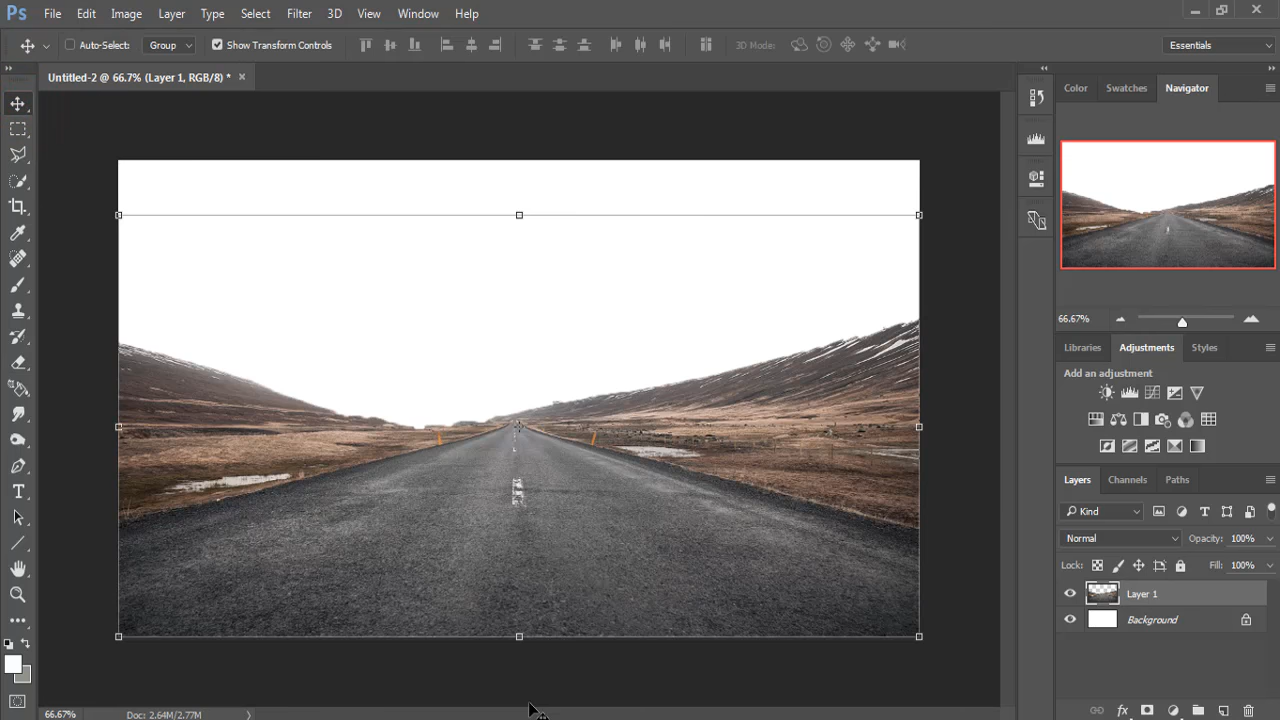 Ps File Edit Image Layer Type Select Filter 3D View Window Help
Auto-Select: Group Show Transform Controls 3D Mode: Essentials
Untitled-2 @ 66.7% (Layer 1, RGB/8) *
Color Swatches Navigator
66.67%
Libraries Adjustments Styles
Add an adjustment
Layers Channels Paths
Kind
Normal Opacity: 100%
Lock: Fill: 100%
Layer 1
Background
fx
66.67% Doc: 2.64M/2.77M